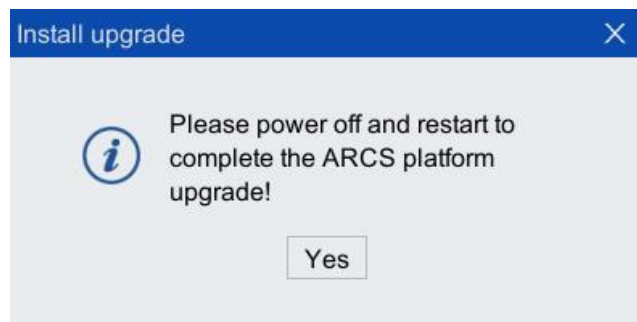 Install upgrade
Please power off and restart to
complete the ARCS platform
upgrade!
Yes